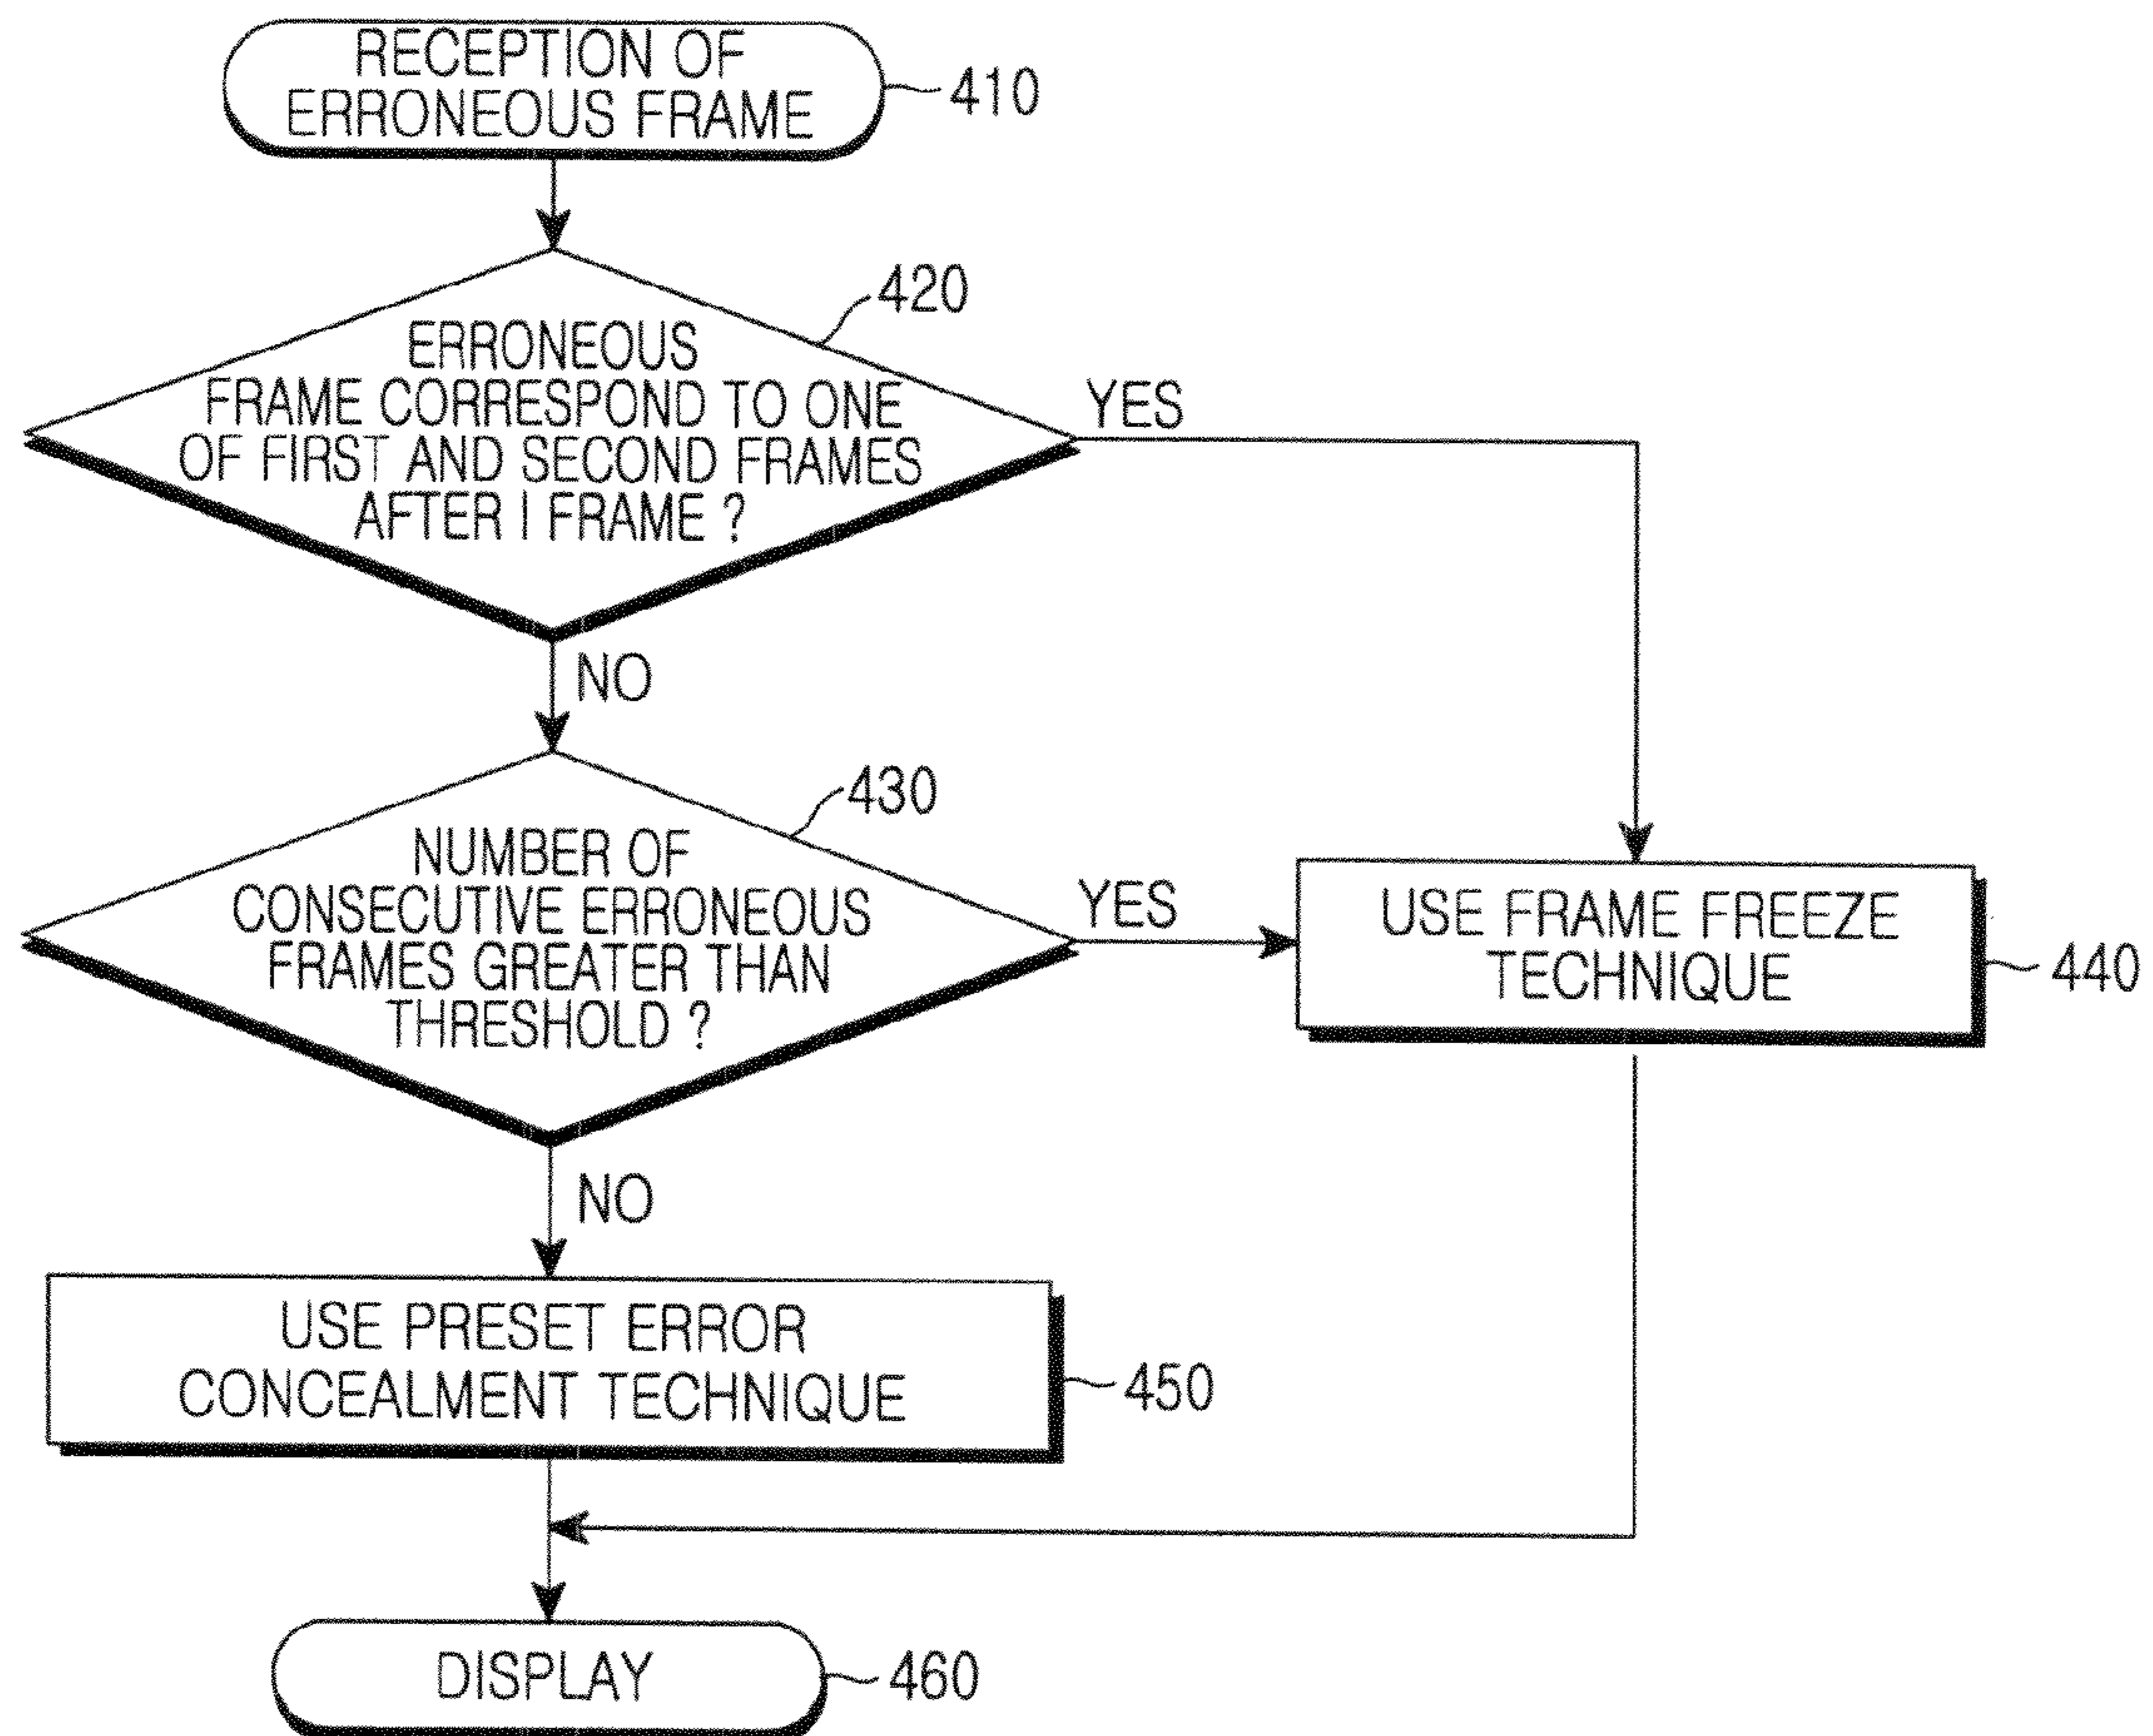 RECEPTION OF
ERRONEOUS FRAME
410
420
ERRONEOUS
FRAME CORRESPOND TO ONE
OF FIRST AND SECOND FRAMES
AFTER I FRAME ?
YES
NO
430
NUMBER OF
CONSECUTIVE ERRONEOUS
FRAMES GREATER THAN
THRESHOLD ?
YES
USE FRAME FREEZE
TECHNIQUE
440
NO
USE PRESET ERROR
CONCEALMENT TECHNIQUE
450
DISPLAY
460